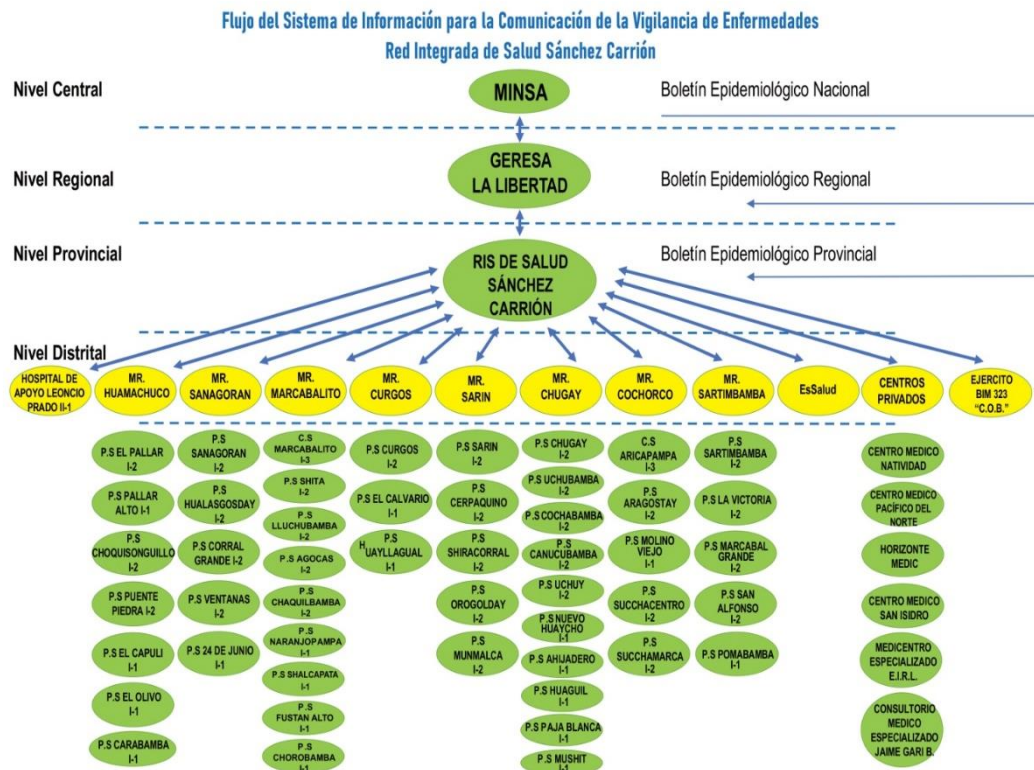 Flujo del Sistema de Información para la Comunicación de la Vigilancia de Enfermedades
Red Integrada de Salud Sánchez Carrión
Nivel Central
MINSA
Boletín Epidemiológico Nacional
Nivel Regional
GERESA
LA LIBERTAD
Boletín Epidemiológico Regional
Nivel Provincial
RIS DE SALUD
SÁNCHEZ
CARRIÓN
Boletín Epidemiológico Provincial
Nivel Distrital
HOSPITAL DE
APOYO LEONCIO
PRADO II-1
MR.
HUAMACHUCO
MR.
SANAGORAN
MR.
MARCABALITO
MR.
CURGOS
MR.
SARIN
MR.
CHUGAY
MR.
COCHORCO
MR.
SARTIMBAMBA
EsSalud
CENTROS
PRIVADOS
EJERCITO
BIM 323
"C.O.B."
P.S EL PALLAR
I-2
P.S PALLAR
ALTO I-1
P.S
CHOQUISONGUILLO
I-2
P.S PUENTE
PIEDRA I-2
P.S EL CAPULI
I-1
P.S EL OLIVO
I-1
P.S CARABAMBA
I-1
P.S
SANAGORAN
I-2
P.S
HUALASGOSDAY
I-2
P.S CORRAL
GRANDE I-2
P.S VENTANAS
I-2
P.S 24 DE JUNIO
I-1
C.S
MARCABALITO
I-3
P.S SHITA
I-2
P.S
LLUCHUBAMBA
I-2
P.S AGOCAS
I-2
P.S
CHAQUILBAMBA
I-2
P.S
NARANJOPAMPA
I-1
P.S SHALCAPATA
I-1
P.S
FUSTAN ALTO
I-1
P.S
CHOROBAMBA
I-1
P.S CURGOS
I-2
P.S EL CALVARIO
I-1
P.S
HUAYLLAGUAL
I-1
P.S SARIN
I-2
P.S
CERPAQUINO
I-2
P.S
SHIRACORRAL
I-2
P.S
OROGOLDAY
I-2
P.S
MUNMALCA
I-2
P.S CHUGAY
I-2
P.S UCHUBAMBA
I-2
P.S COCHABAMBA
I-2
P.S
CANUCUBAMBA
I-2
P.S UCHUY
I-2
P.S NUEVO
HUAYCHO
I-1
P.S AHIJADERO
I-1
P.S HUAGUIL
I-1
P.S PAJA BLANCA
I-1
P.S MUSHIT
I-1
C.S
ARICAPAMPA
I-3
P.S
ARAGOSTAY
I-2
P.S MOLINO
VIEJO
I-1
P.S
SUCCHACENTRO
I-2
P.S
SUCCHAMARCA
I-2
P.S
SARTIMBAMBA
I-2
P.S LA VICTORIA
I-2
P.S MARCABAL
GRANDE
I-2
P.S SAN
ALFONSO I-2
P.S POMABAMBA
I-1
CENTRO MEDICO
NATIVIDAD
CENTRO MEDICO
PACÍFICO DEL
NORTE
HORIZONTE
MEDIC
CENTRO MEDICO
SAN ISIDRO
MEDICENTRO
ESPECIALIZADO
E.I.R.L.
CONSULTORIO
MEDICO
ESPECIALIZADO
JAIME GARI B.